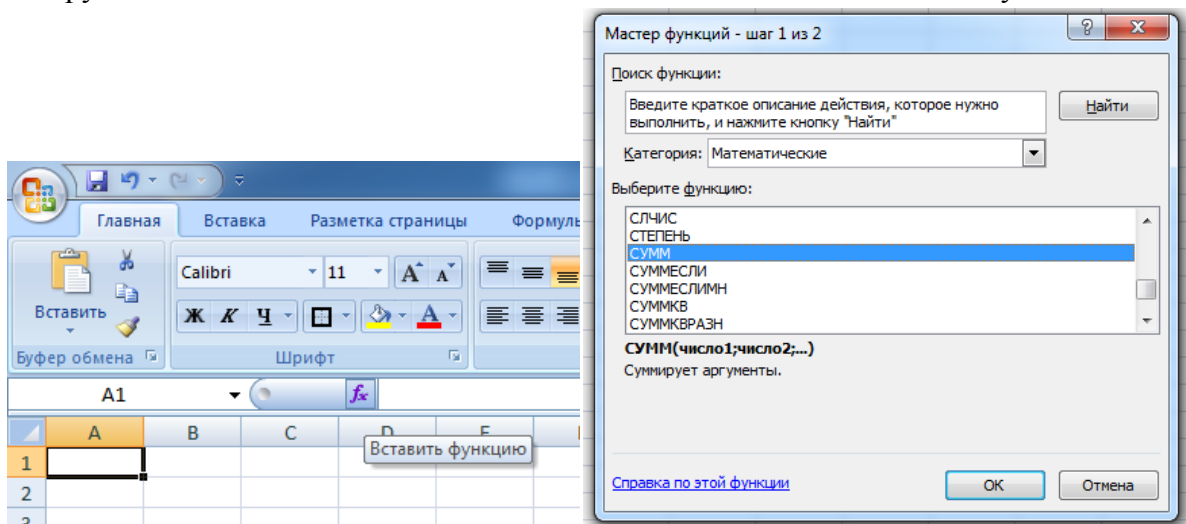 Главная Вставка Разметка страницы Формулы
Calibri 11 А А
Вставить
Ж К Ч А
Буфер обмена Шрифт
A1 fx
A B C D
Вставить функцию
1
2
3
Мастер функций - шаг 1 из 2
Поиск функции:
Введите краткое описание действия, которое нужно
выполнить, и нажмите кнопку "Найти"
Найти
Категория: Математические
Выберите функцию:
СЛЧИС
СТЕПЕНЬ
СУММ
СУММЕСЛИ
СУММЕСЛИМН
СУММКВ
СУММКВРАЗН
СУММ(число1;число2;...)
Суммирует аргументы.
Справка по этой функции
ОК Отмена